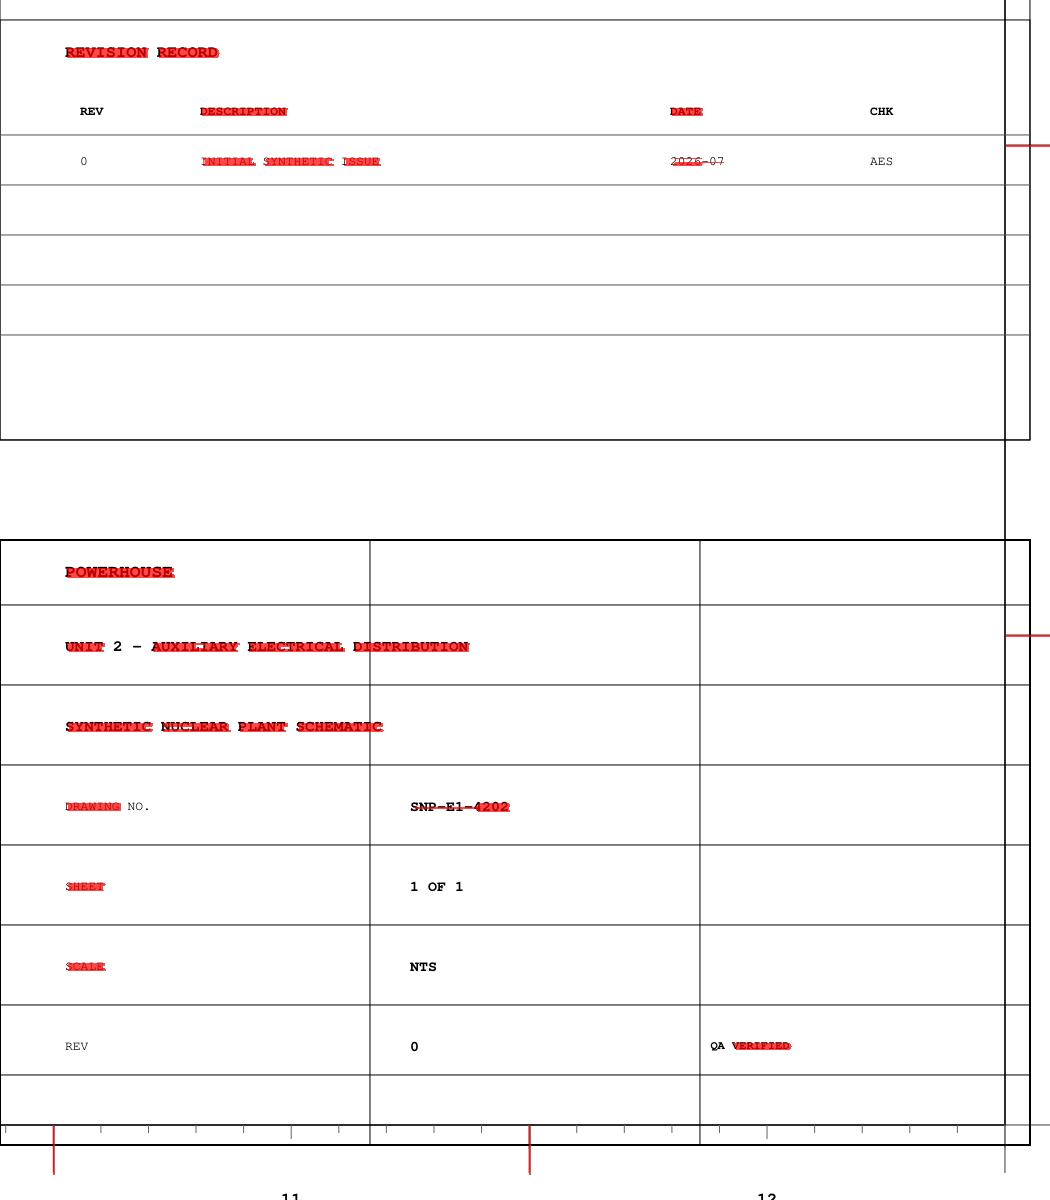 REVISION RECORD
REV DESCRIPTION DATE CHK
0 INITIAL SYNTHETIC ISSUE 2026-07 AES
POWERHOUSE
UNIT 2 - AUXILIARY ELECTRICAL DISTRIBUTION
SYNTHETIC NUCLEAR PLANT SCHEMATIC
DRAWING NO. SNP-E1-4202
SHEET 1 OF 1
SCALE NTS
REV 0 QA VERIFIED
11 12